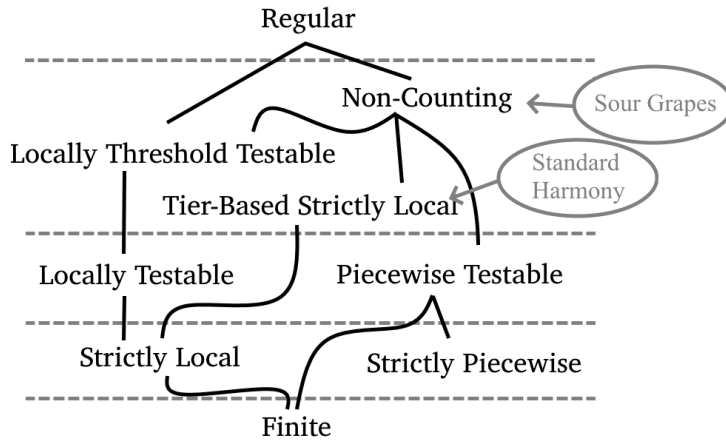 Regular
Non-Counting
Sour Grapes
Locally Threshold Testable
Standard
Harmony
Tier-Based Strictly Local
Locally Testable
Piecewise Testable
Strictly Local
Strictly Piecewise
Finite